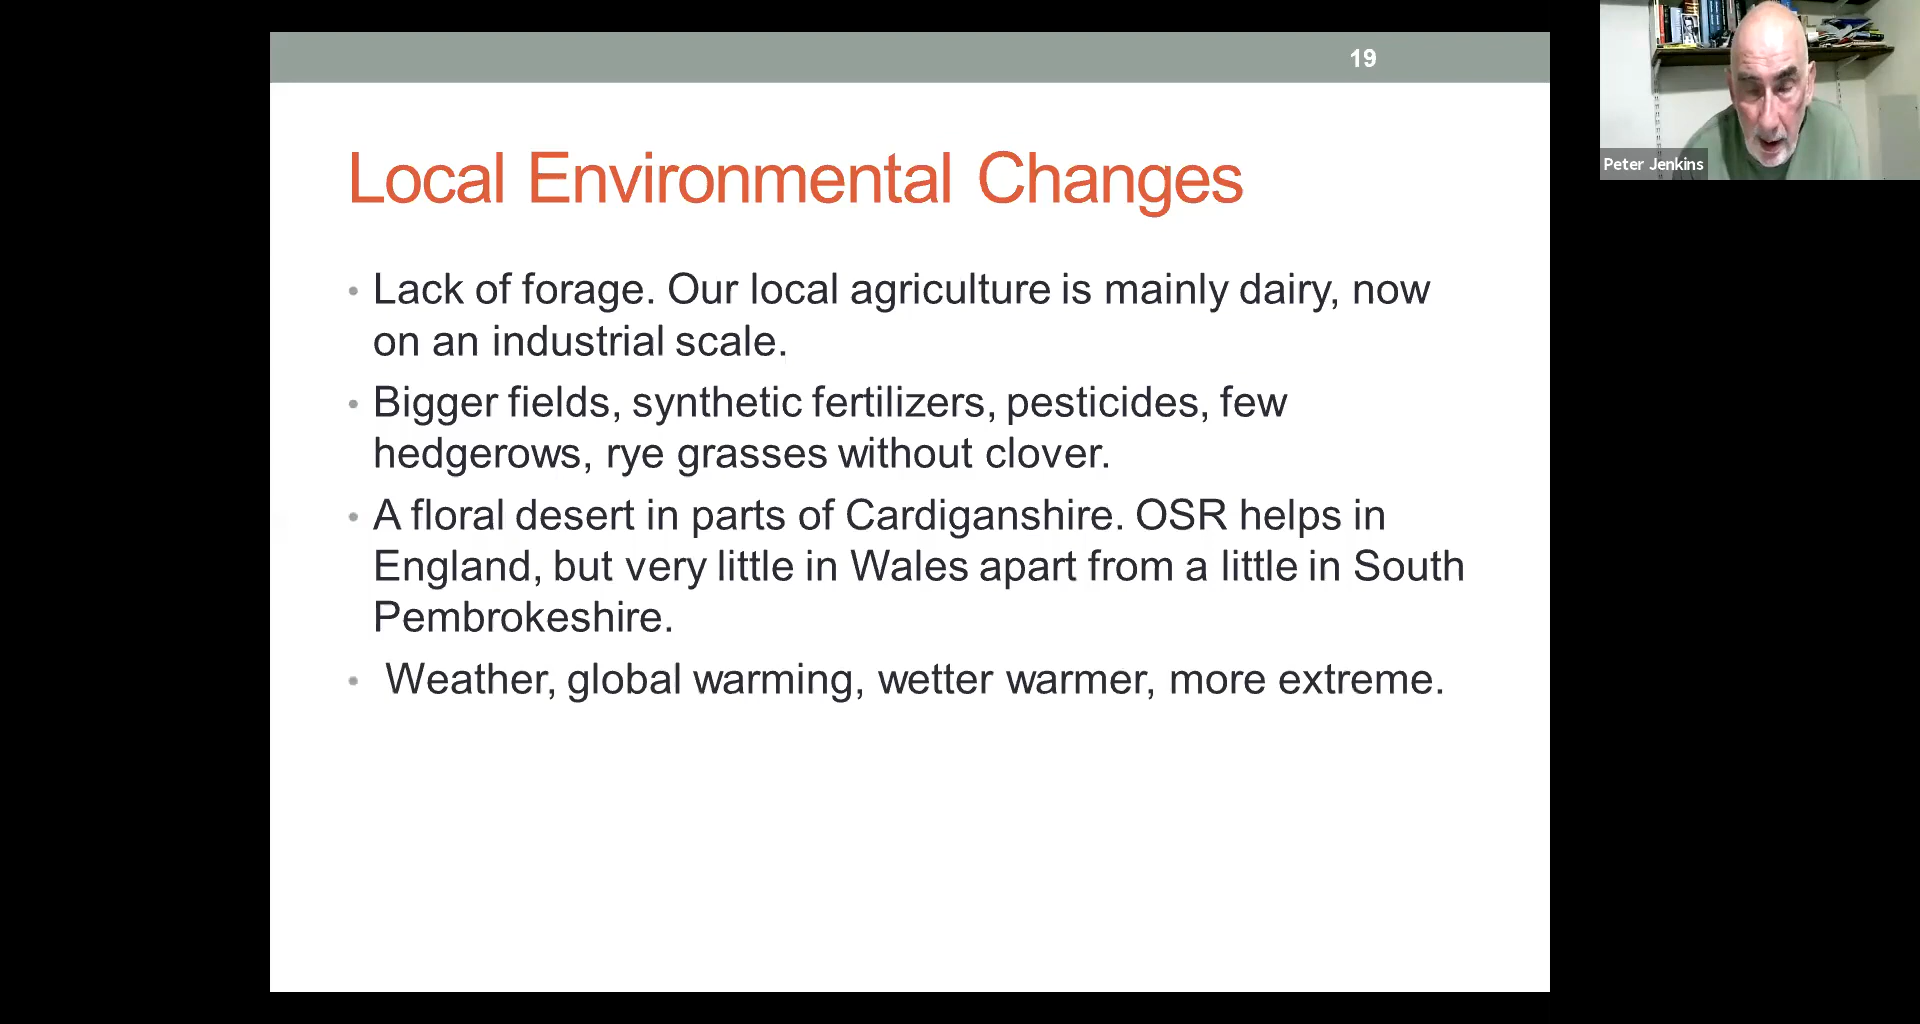 19
Local Environmental Changes
• Lack of forage. Our local agriculture is mainly dairy, now
on an industrial scale.
• Bigger fields, synthetic fertilizers, pesticides, few
hedgerows, rye grasses without clover.
• A floral desert in parts of Cardiganshire. OSR helps in
England, but very little in Wales apart from a little in South
Pembrokeshire.
• Weather, global warming, wetter warmer, more extreme.
Peter Jenkins